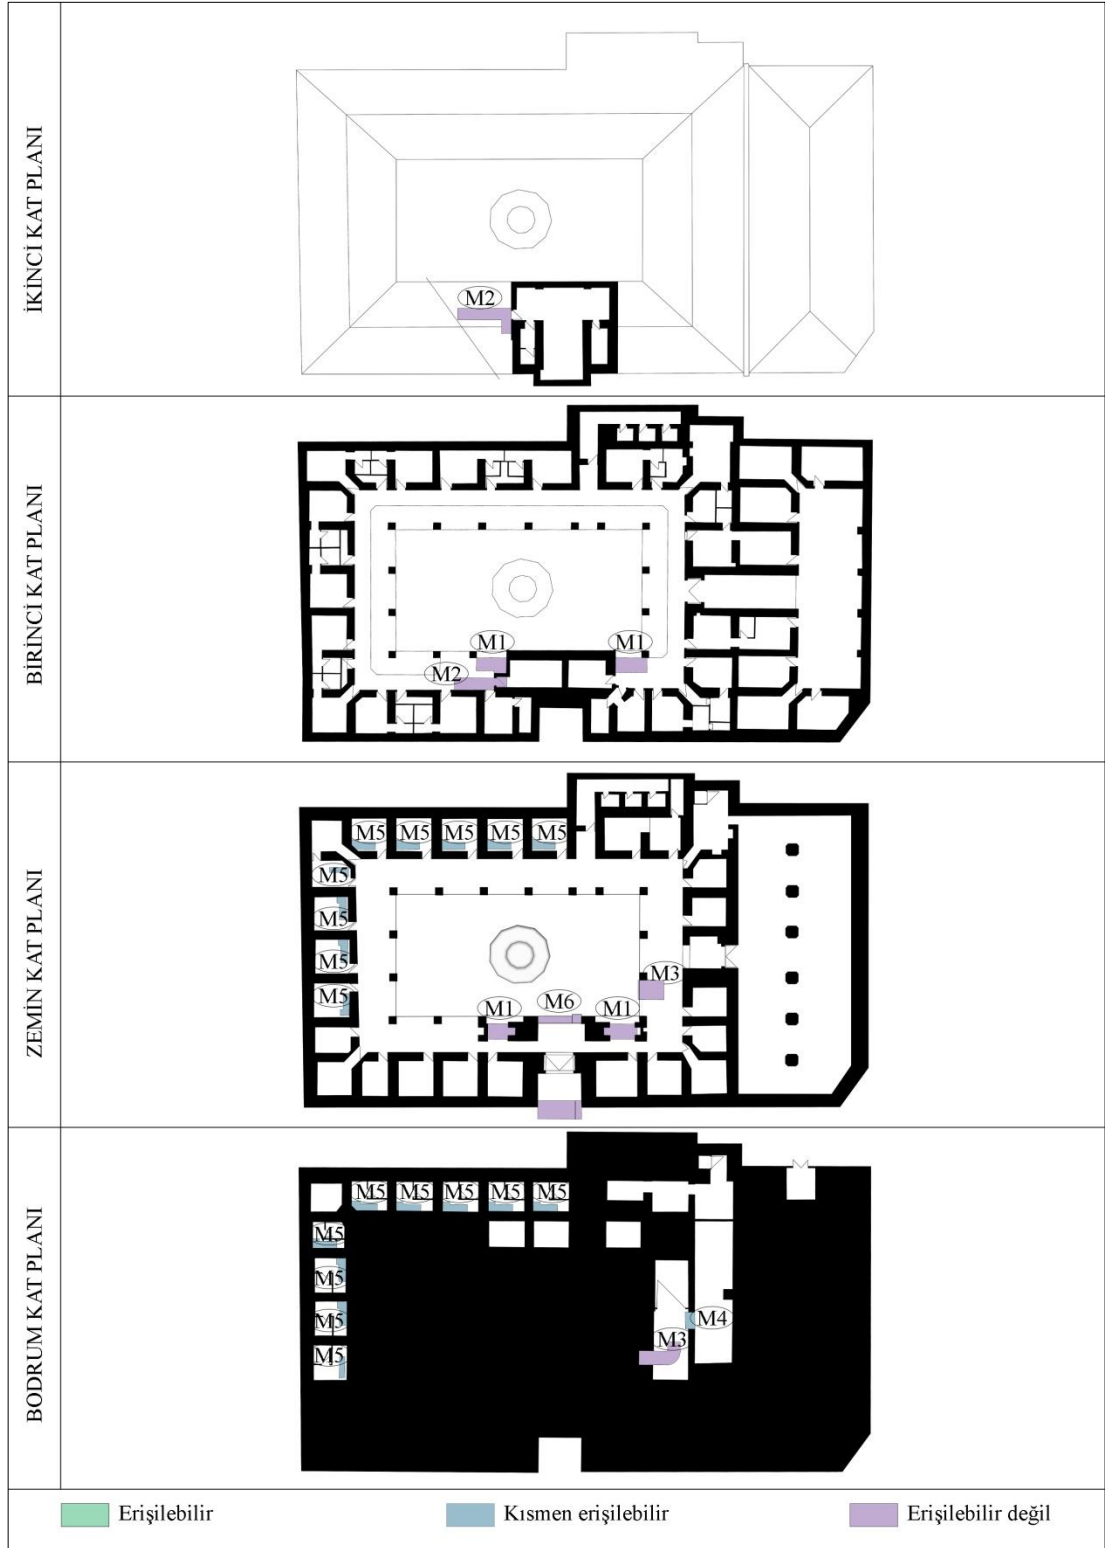 İKİNCİ KAT PLANI
M2
BİRİNCİ KAT PLANI
M1 M1
M2
ZEMİN KAT PLANI
M5 M5 M5 M5 M5
M5
M5
M5
M3
M5
M1 M6 M1
BODRUM KAT PLANI
M5 M5 M5 M5 M5
M5
M5
M4
M3
M5
Erişilebilir Kısmen erişilebilir Erişilebilir değil